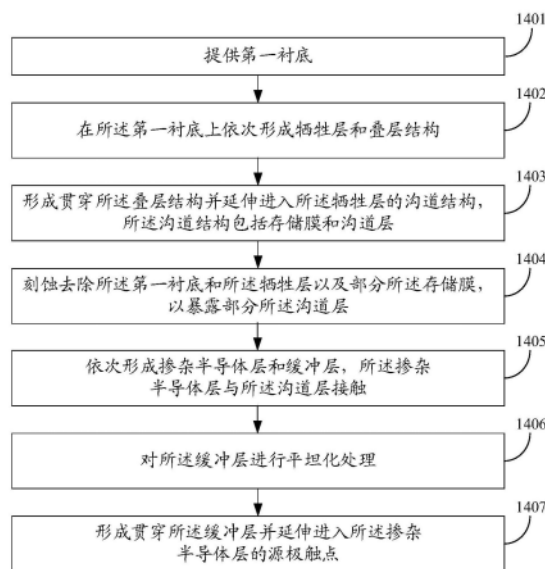 1401
提供第一衬底
1402
在所述第一衬底上依次形成牺牲层和叠层结构
1403
形成贯穿所述叠层结构并延伸进入所述牺牲层的沟道结构，
所述沟道结构包括存储膜和沟道层
1404
刻蚀去除所述第一衬底和所述牺牲层以及部分所述存储膜，
以暴露部分所述沟道层
1405
依次形成掺杂半导体层和缓冲层，所述掺杂
半导体层与所述沟道层接触
1406
对所述缓冲层进行平坦化处理
1407
形成贯穿所述缓冲层并延伸进入所述掺杂
半导体层的源极触点